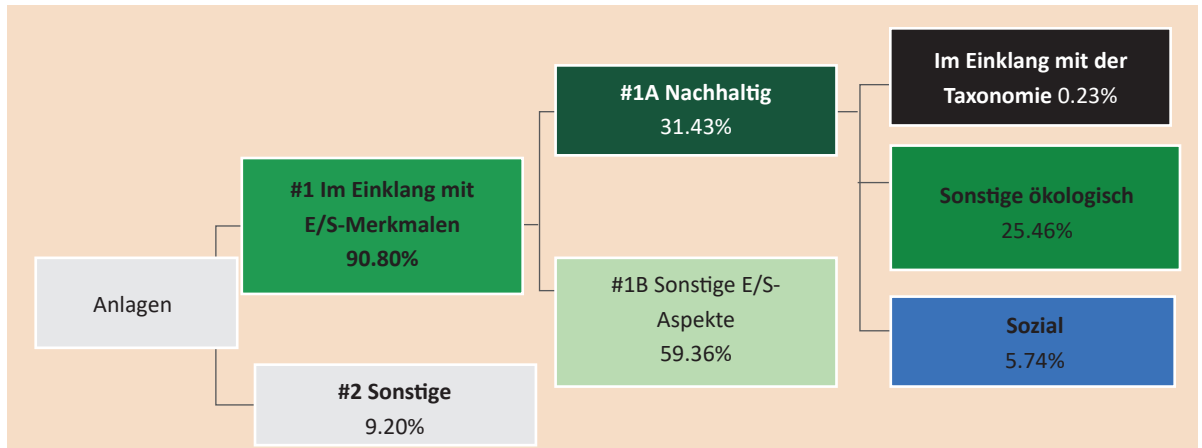 Anlagen
#1 Im Einklang mit
E/S-Merkmalen
90.80%
#2 Sonstige
9.20%
#1A Nachhaltig
31.43%
#1B Sonstige E/S-
Aspekte
59.36%
Im Einklang mit der
Taxonomie 0.23%
Sonstige ökologisch
25.46%
Sozial
5.74%